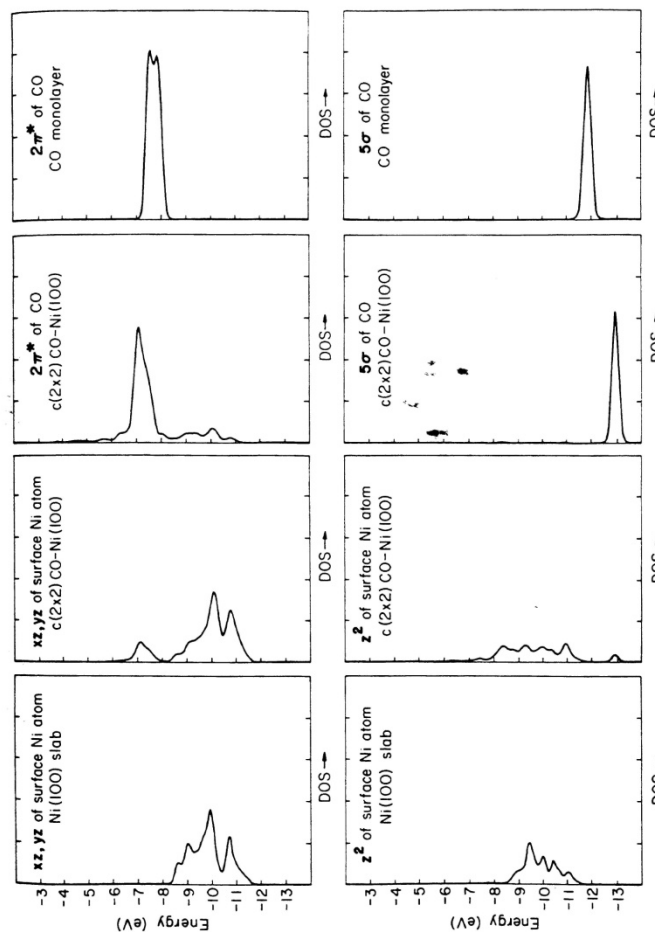 xz,yz of surface Ni atom
Ni(100) slab
xz,yz of surface Ni atom
c(2x2)CO-Ni(100)
2π* of CO
c(2x2)CO-Ni(100)
2π* of CO
CO monolayer
Energy (eV)
-3
-4
-5
-6
-7
-8
-9
-10
-11
-12
-13
DOS→
DOS→
DOS→
DOS→
z² of surface Ni atom
Ni(100) slab
z² of surface Ni atom
c(2x2)CO-Ni(100)
5σ of CO
c(2x2)CO-Ni(100)
5σ of CO
CO monolayer
Energy (eV)
-3
-4
-5
-6
-7
-8
-9
-10
-11
-12
-13
DOS
DOS
DOS
DOS